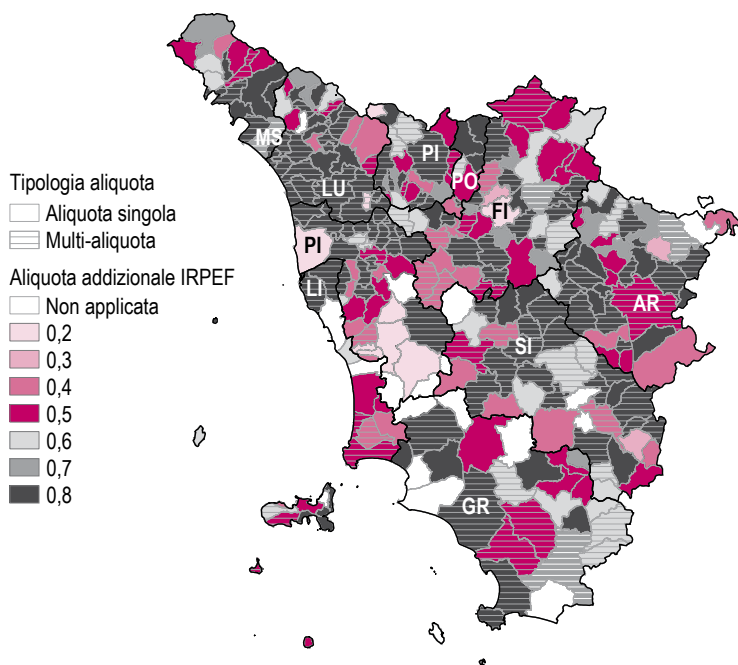 Tipologia aliquota
Aliquota singola
Multi-aliquota
Aliquota addizionale IRPEF
Non applicata
0,2
0,3
0,4
0,5
0,6
0,7
0,8
MS
LU
PI
PO
FI
PI
LI
AR
SI
GR